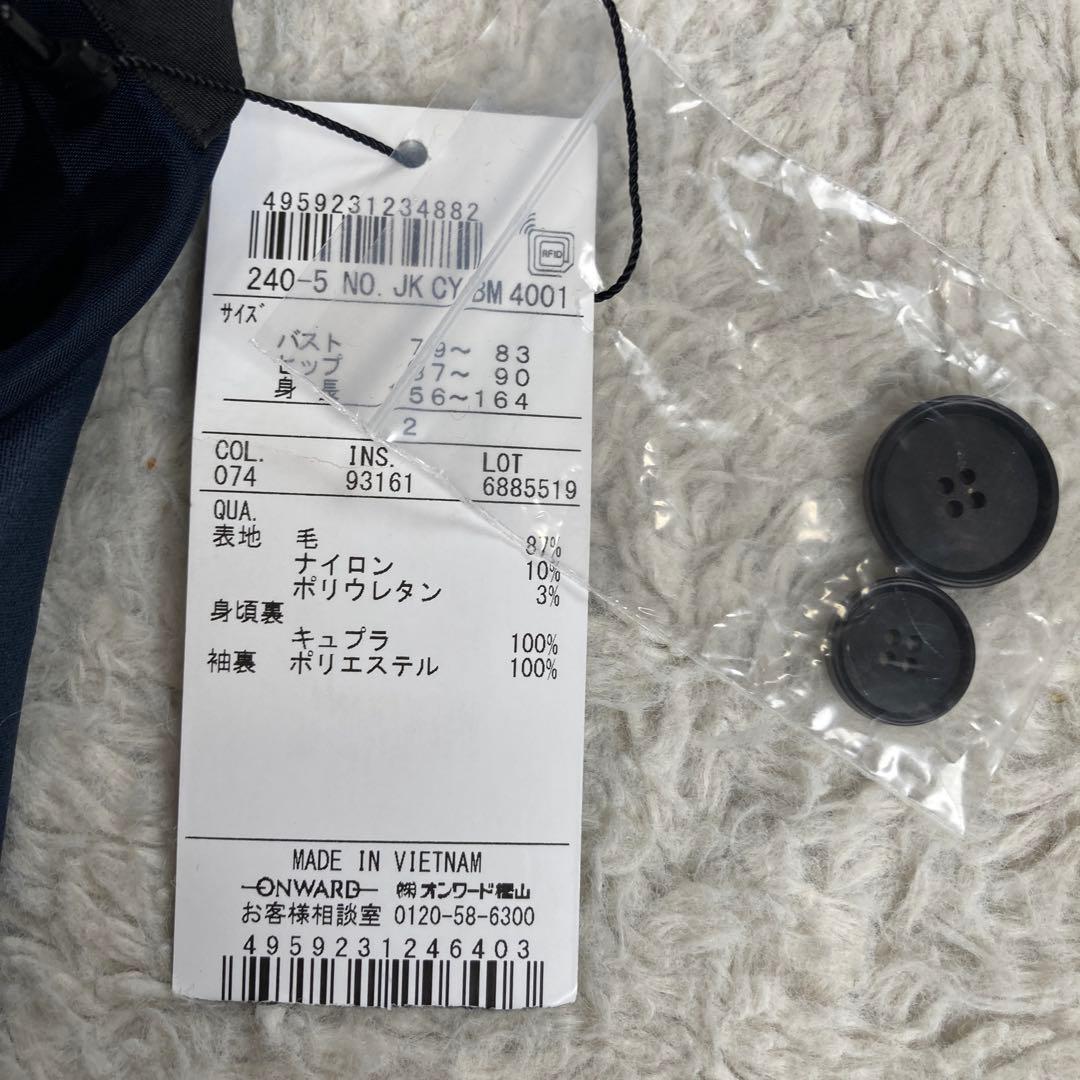 4959231234882
RFID
240-5 NO. JK CY BM 4001
サイズ
バスト 79～ 83
ヒップ 87～ 90
身 長 156～164
2
COL. INS. LOT
074 93161 6885519
QUA.
表地 毛 87%
ナイロン 10%
ポリウレタン 3%
身頃裏
キュプラ 100%
袖裏 ポリエステル 100%
MADE IN VIETNAM
ONWARD ㈱オンワード樫山
お客様相談室 0120-58-6300
4959231246403